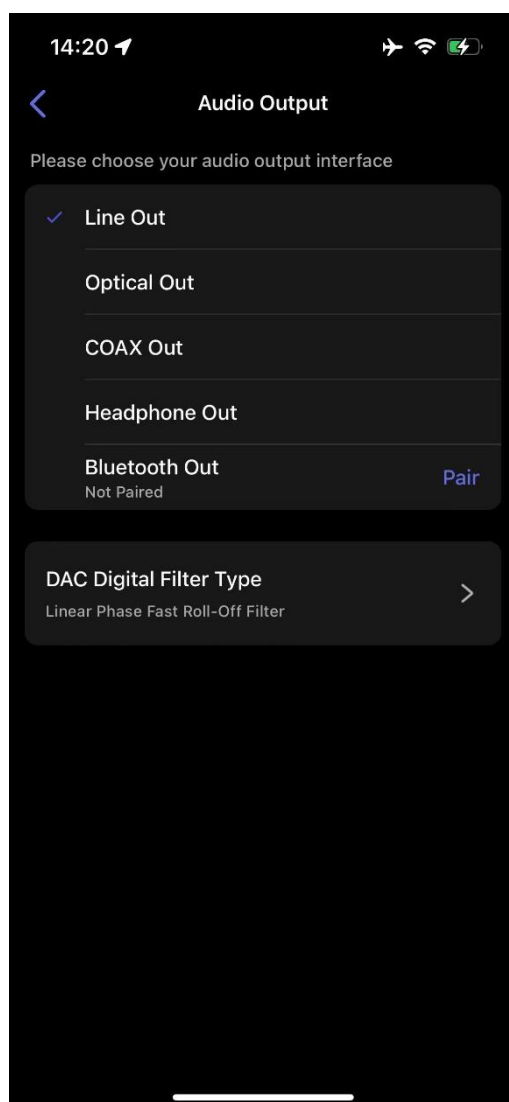 14:20
Audio Output
Please choose your audio output interface
Line Out
Optical Out
COAX Out
Headphone Out
Bluetooth Out
Not Paired
Pair
DAC Digital Filter Type
Linear Phase Fast Roll-Off Filter